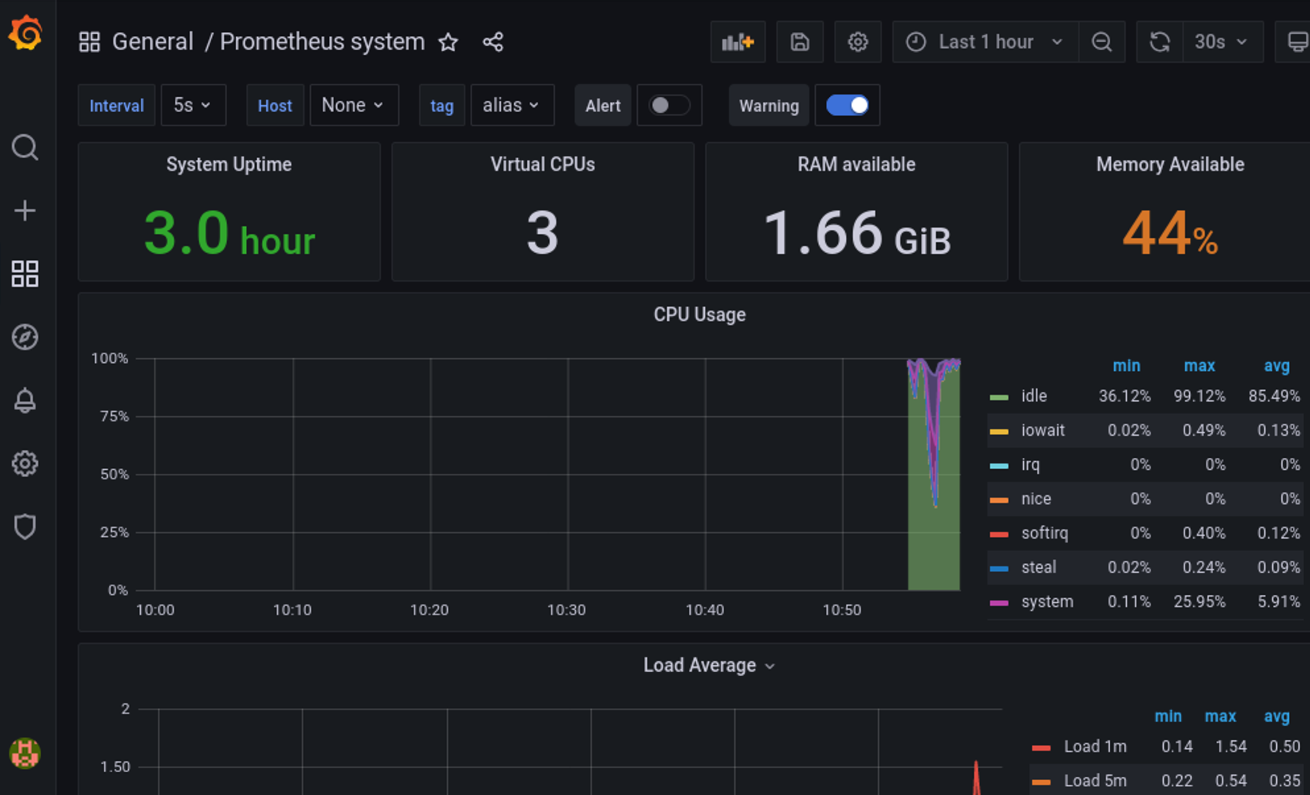 General / Prometheus system
Last 1 hour
30s
Interval 5s Host None tag alias Alert Warning
System Uptime
3.0 hour
Virtual CPUs
3
RAM available
1.66 GiB
Memory Available
44%
CPU Usage
100%
75%
50%
25%
0%
10:00 10:10 10:20 10:30 10:40 10:50
min max avg
idle 36.12% 99.12% 85.49%
iowait 0.02% 0.49% 0.13%
irq 0% 0% 0%
nice 0% 0% 0%
softirq 0% 0.40% 0.12%
steal 0.02% 0.24% 0.09%
system 0.11% 25.95% 5.91%
Load Average
2
1.50
min max avg
Load 1m 0.14 1.54 0.50
Load 5m 0.22 0.54 0.35